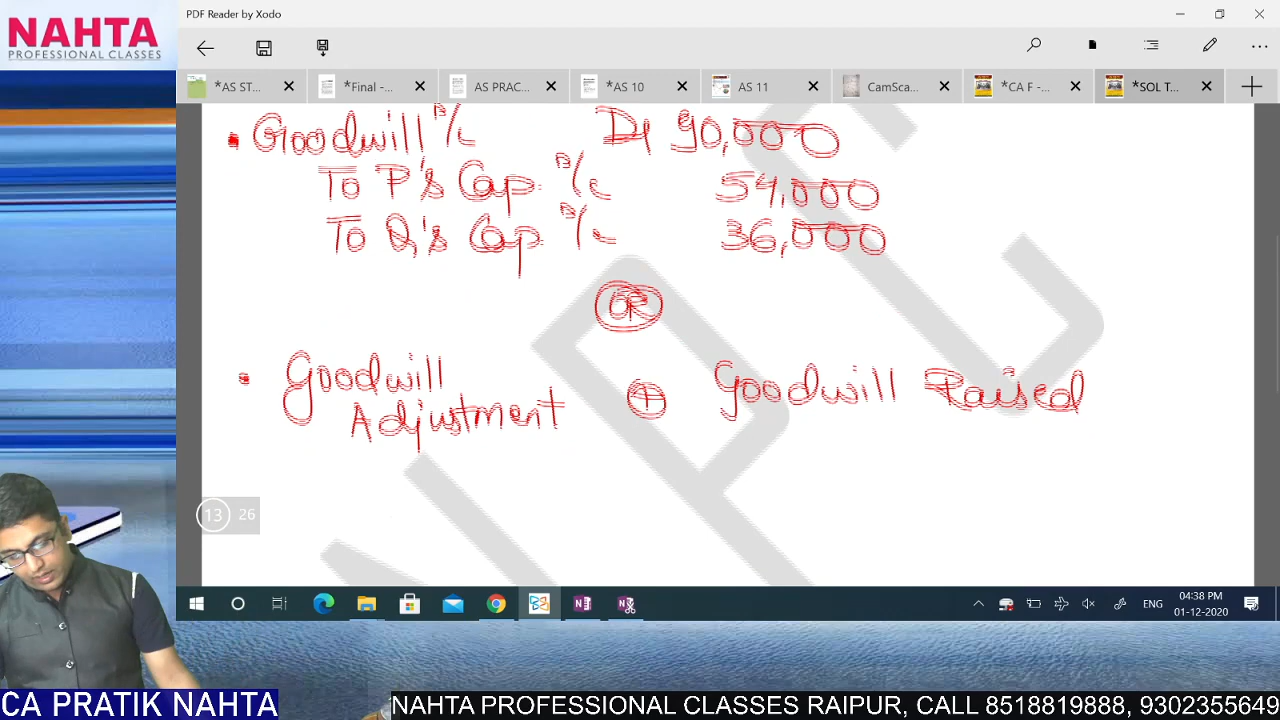 NAHTA
PROFESSIONAL CLASSES
PDF Reader by Xodo
*AS ST...
*Final -...
AS PRAC...
*AS 10
AS 11
CamSca...
*CA F -...
*SOL T...
• Goodwill A/c Dr 90,000
To P's Cap. A/c 54,000
To Q's Cap. A/c 36,000
OR
• Goodwill Adjustment + Goodwill Raised
13 26
ENG
04:38 PM
01-12-2020
CA PRATIK NAHTA
NAHTA PROFESSIONAL CLASSES RAIPUR, CALL 8518819888, 9302355649